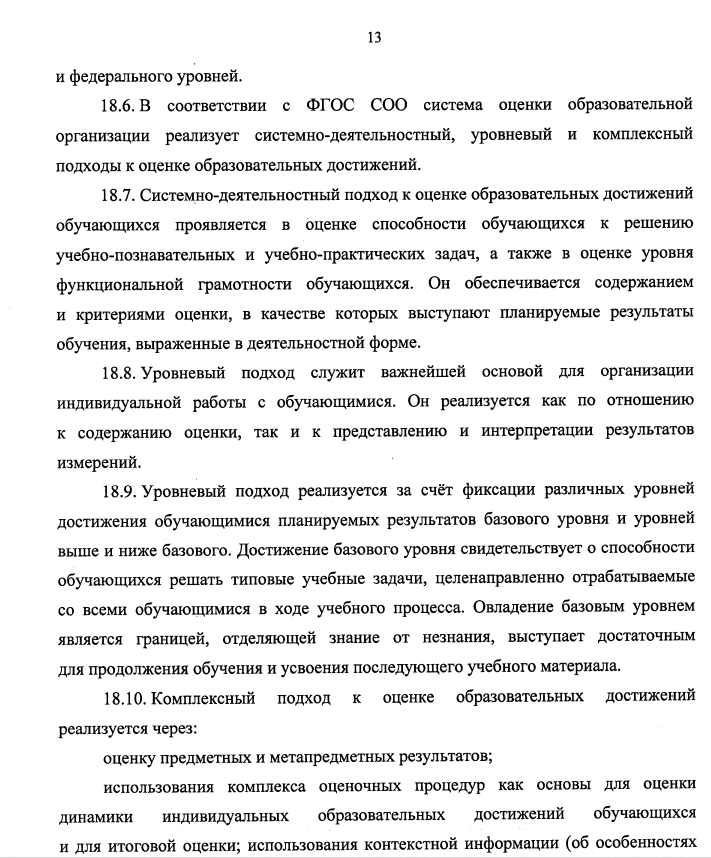 13
и федерального уровней.
18.6. В соответствии с ФГОС СОО система оценки образовательной
организации реализует системно-деятельностный, уровневый и комплексный
подходы к оценке образовательных достижений.
18.7. Системно-деятельностный подход к оценке образовательных достижений
обучающихся проявляется в оценке способности обучающихся к решению
учебно-познавательных и учебно-практических задач, а также в оценке уровня
функциональной грамотности обучающихся. Он обеспечивается содержанием
и критериями оценки, в качестве которых выступают планируемые результаты
обучения, выраженные в деятельностной форме.
18.8. Уровневый подход служит важнейшей основой для организации
индивидуальной работы с обучающимися. Он реализуется как по отношению
к содержанию оценки, так и к представлению и интерпретации результатов
измерений.
18.9. Уровневый подход реализуется за счёт фиксации различных уровней
достижения обучающимися планируемых результатов базового уровня и уровней
выше и ниже базового. Достижение базового уровня свидетельствует о способности
обучающихся решать типовые учебные задачи, целенаправленно отрабатываемые
со всеми обучающимися в ходе учебного процесса. Овладение базовым уровнем
является границей, отделяющей знание от незнания, выступает достаточным
для продолжения обучения и усвоения последующего учебного материала.
18.10. Комплексный подход к оценке образовательных достижений
реализуется через:
оценку предметных и метапредметных результатов;
использования комплекса оценочных процедур как основы для оценки
динамики индивидуальных образовательных достижений обучающихся
и для итоговой оценки; использования контекстной информации (об особенностях